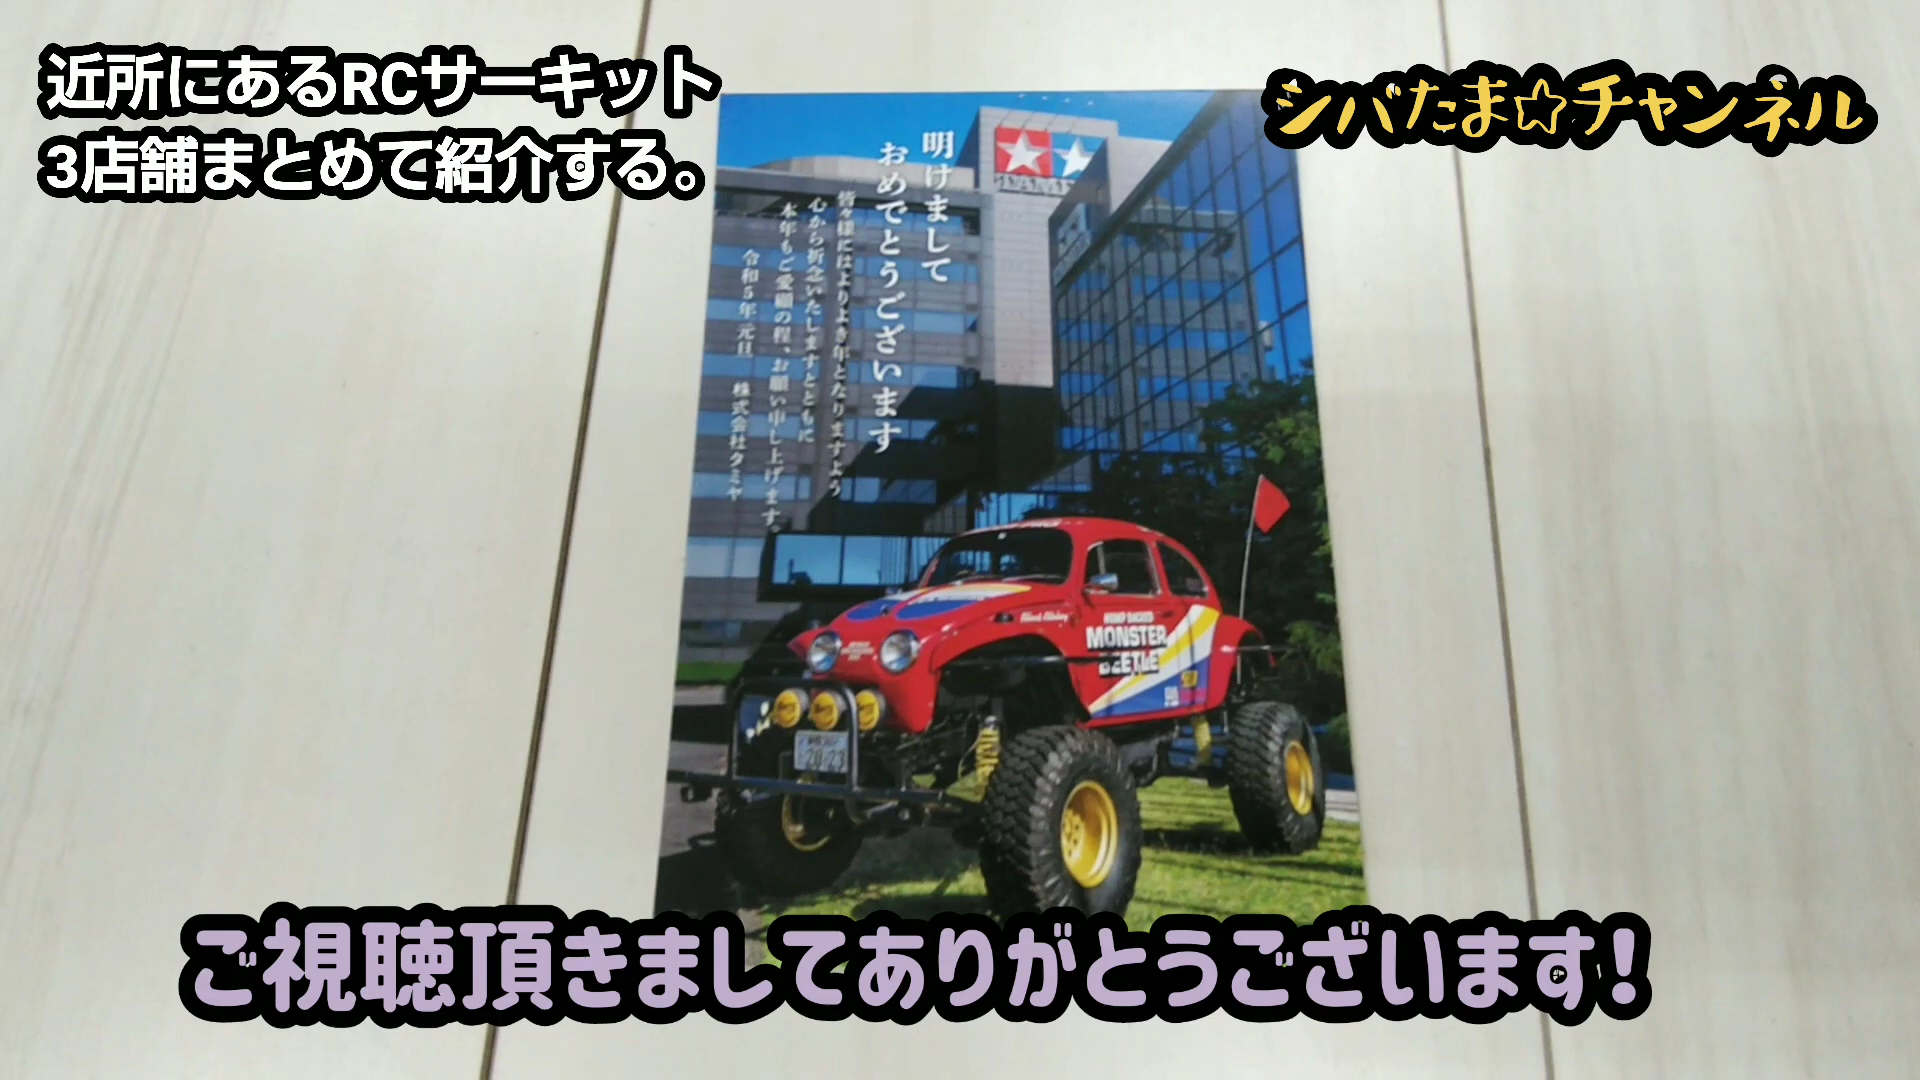 近所にあるRCサーキット
3店舗まとめて紹介する。
シバたま☆チャンネル
明けまして
おめでとうございます
皆々様にはよりよき年となりますよう
心から祈念いたしますとともに
本年もご愛顧の程、お願い申し上げます。
令和5年元旦 株式会社タミヤ
TAMIYA
MONSTER
BEETLE
20-21
ご視聴頂きましてありがとうございます!